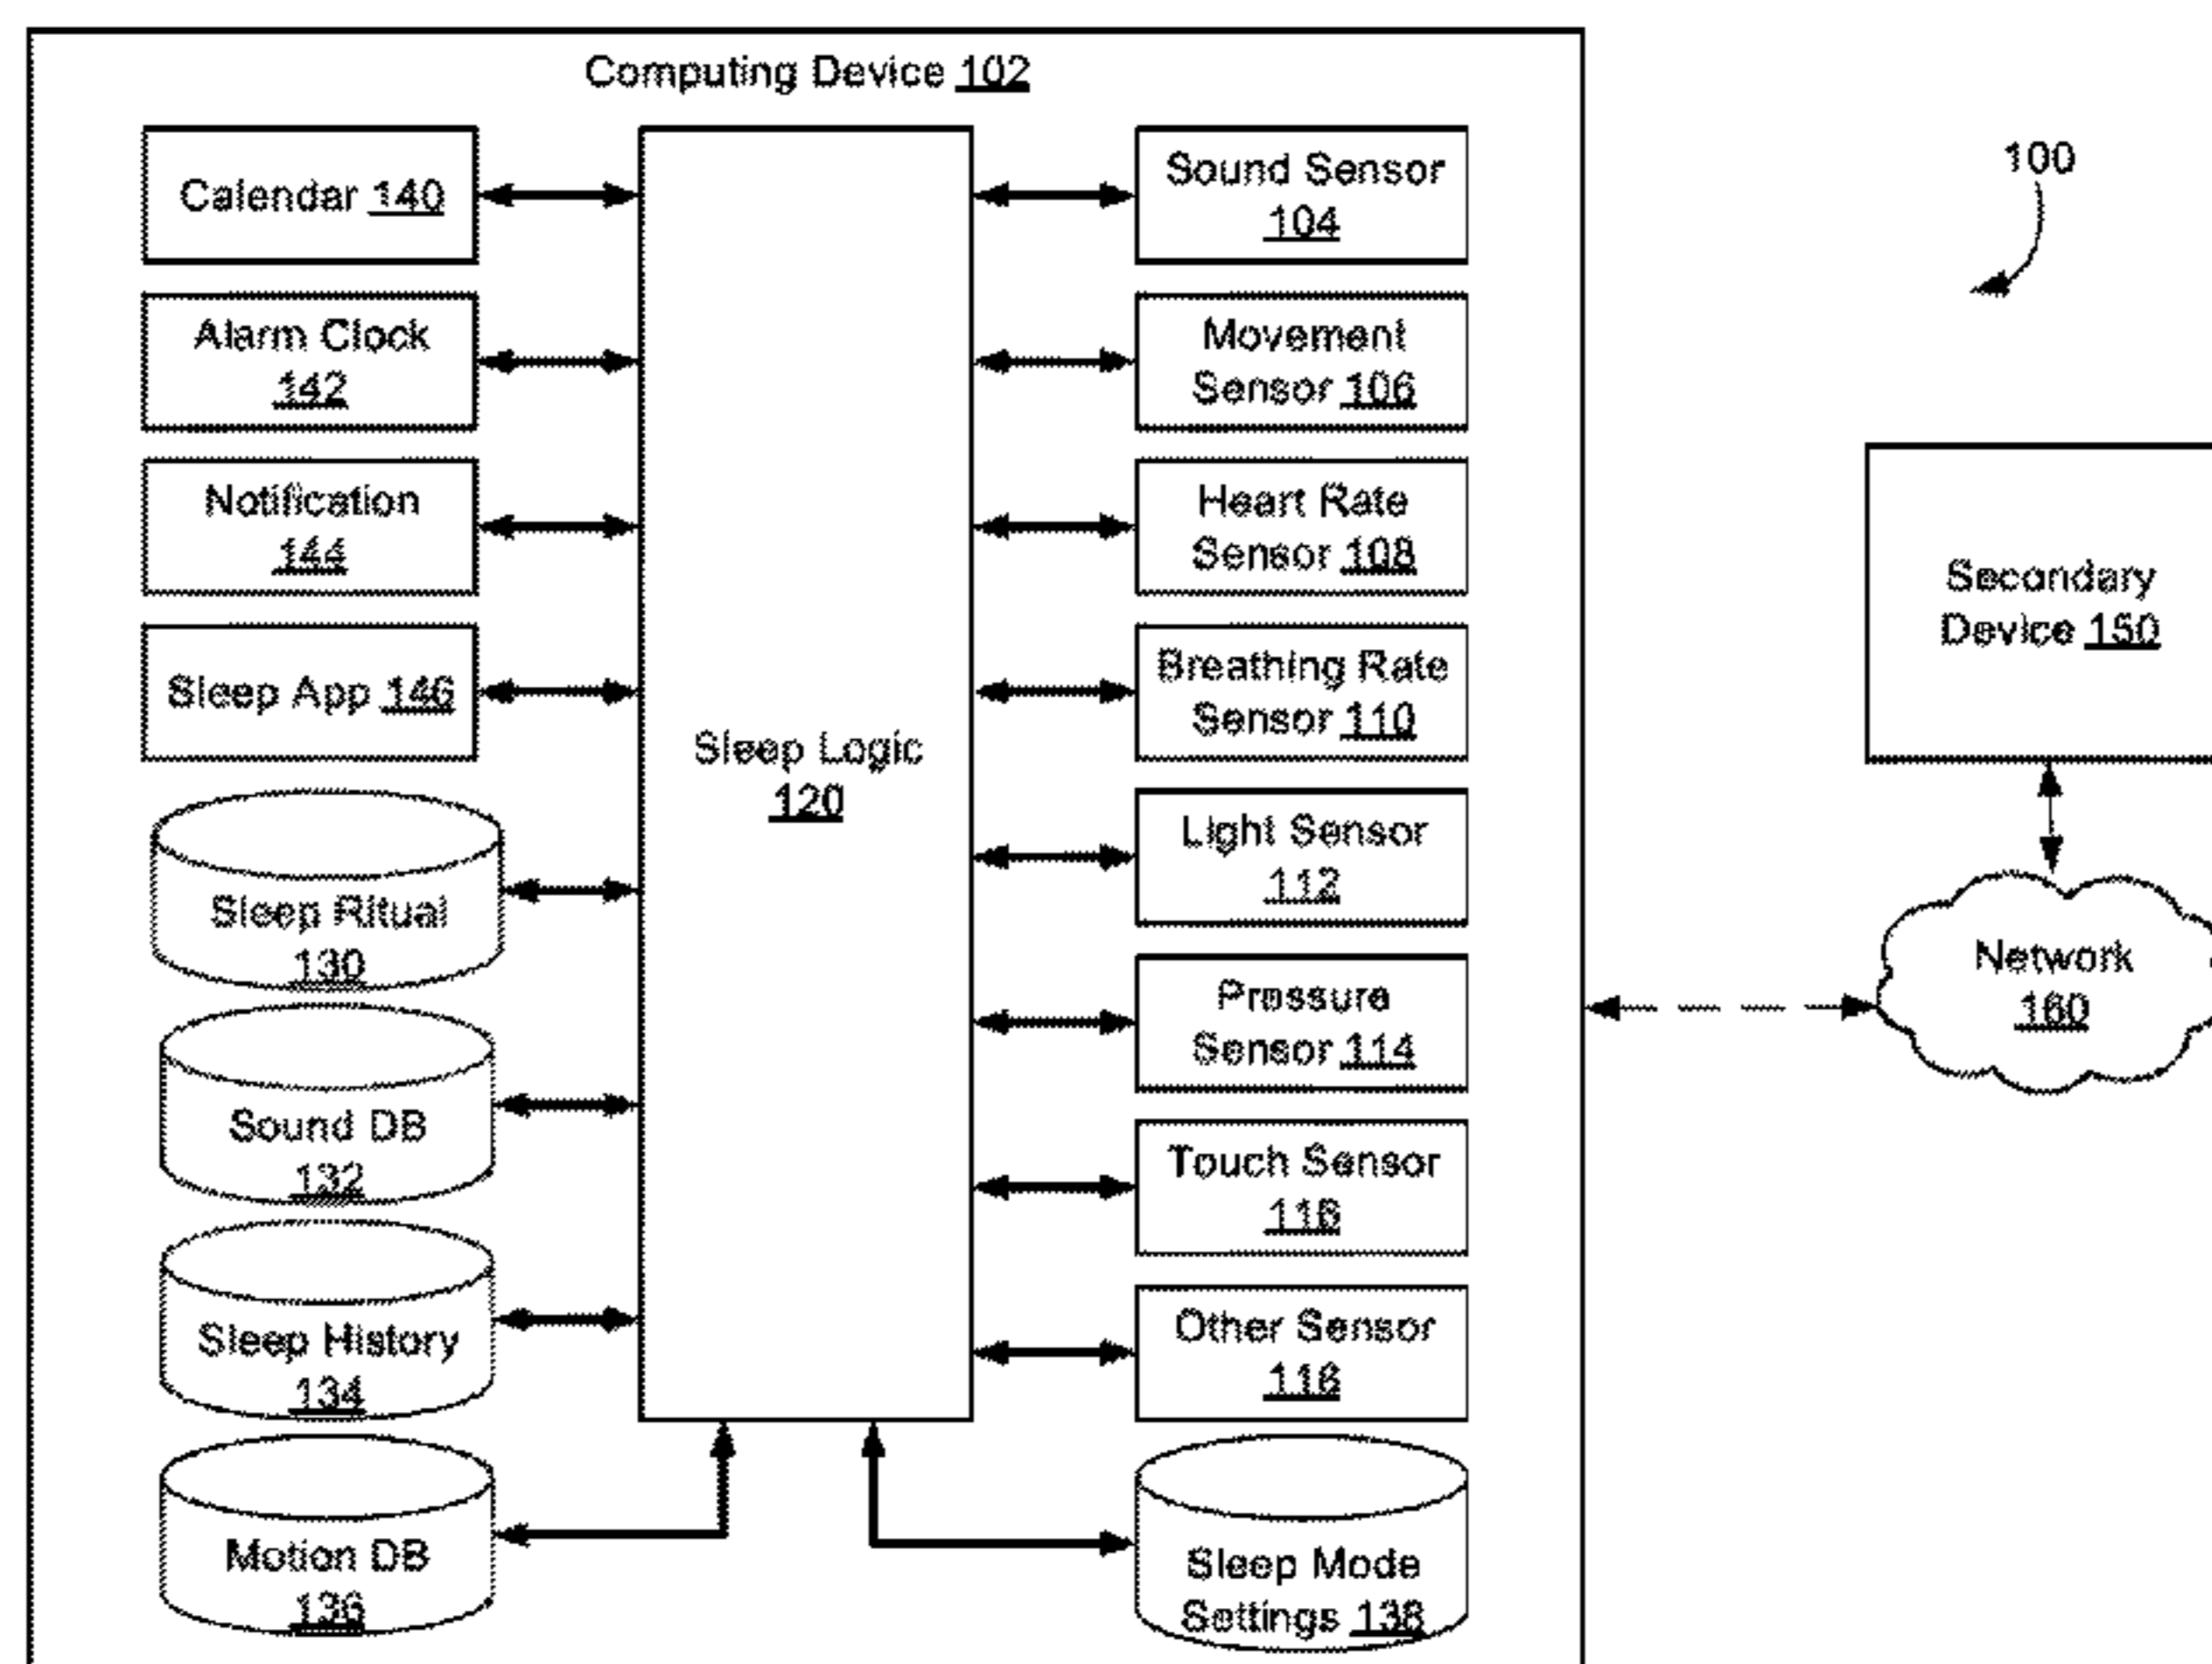 Computing Device 102
Calendar 140
Alarm Clock
142
Notification
144
Sleep App 146
Sleep Ritual
130
Sound DB
132
Sleep History
134
Motion DB
136
Sleep Logic
120
Sound Sensor
104
Movement
Sensor 106
Heart Rate
Sensor 108
Breathing Rate
Sensor 110
Light Sensor
112
Pressure
Sensor 114
Touch Sensor
116
Other Sensor
116
Sleep Mode
Settings 138
100
Secondary
Device 150
Network
160